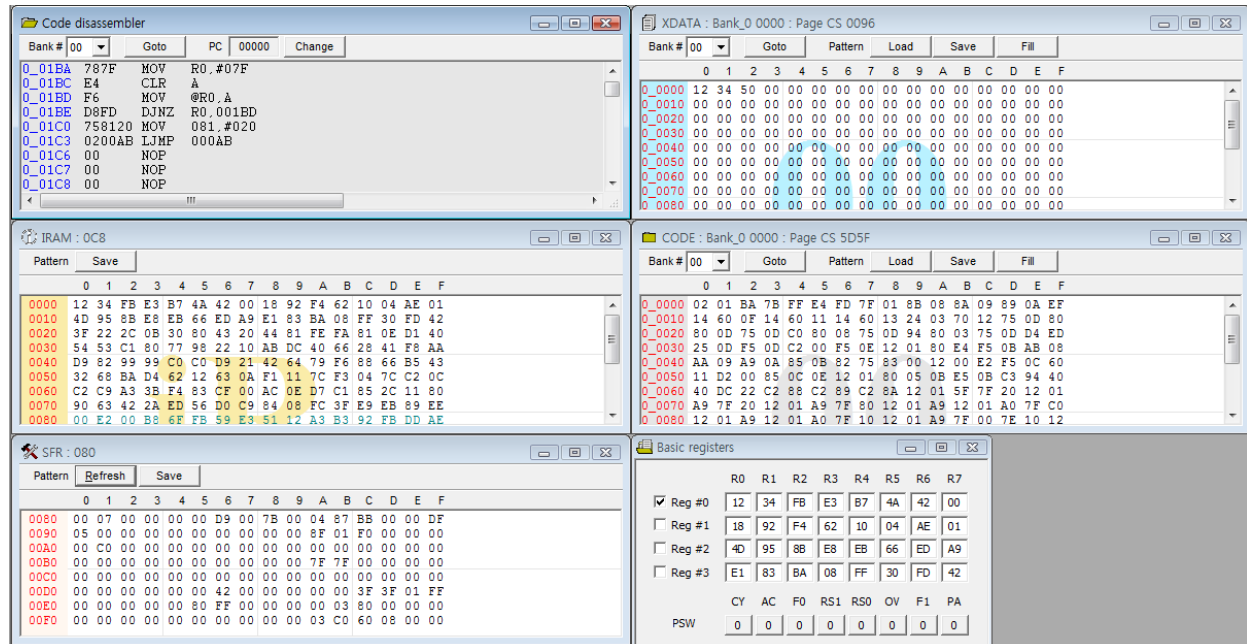 Code disassembler
Bank # 00 Goto PC 00000 Change
0_01BA 787F MOV R0,#07F
0_01BC E4 CLR A
0_01BD F6 MOV @R0,A
0_01BE D8FD DJNZ R0,001BD
0_01C0 758120 MOV 081,#020
0_01C3 0200AB LJMP 000AB
0_01C6 00 NOP
0_01C7 00 NOP
0_01C8 00 NOP
XDATA : Bank_0 0000 : Page CS 0096
Bank # 00 Goto Pattern Load Save Fill
0 1 2 3 4 5 6 7 8 9 A B C D E F
0_0000 12 34 50 00 00 00 00 00 00 00 00 00 00 00 00 00
0_0010 00 00 00 00 00 00 00 00 00 00 00 00 00 00 00 00
0_0020 00 00 00 00 00 00 00 00 00 00 00 00 00 00 00 00
0_0030 00 00 00 00 00 00 00 00 00 00 00 00 00 00 00 00
0_0040 00 00 00 00 00 00 00 00 00 00 00 00 00 00 00 00
0_0050 00 00 00 00 00 00 00 00 00 00 00 00 00 00 00 00
0_0060 00 00 00 00 00 00 00 00 00 00 00 00 00 00 00 00
0_0070 00 00 00 00 00 00 00 00 00 00 00 00 00 00 00 00
0_0080 00 00 00 00 00 00 00 00 00 00 00 00 00 00 00 00
IRAM : 0C8
Pattern Save
0 1 2 3 4 5 6 7 8 9 A B C D E F
0000 12 34 FB E3 B7 4A 42 00 18 92 F4 62 10 04 AE 01
0010 4D 95 8B E8 EB 66 ED A9 E1 83 BA 08 FF 30 FD 42
0020 3F 22 2C 0B 30 80 43 20 44 81 FE FA 81 0E D1 40
0030 54 53 C1 80 77 98 22 10 AB DC 40 66 28 41 F8 AA
0040 D9 82 99 99 C0 C0 D9 21 42 64 79 F6 88 66 B5 43
0050 32 68 BA D4 62 12 63 0A F1 11 7C F3 04 7C C2 0C
0060 C2 C9 A3 3B F4 83 CF 00 AC 0E D7 C1 85 2C 11 80
0070 90 63 42 2A ED 56 D0 C9 84 08 FC 3F E9 EB 89 EE
0080 00 E2 00 B8 6F FB 59 E3 51 12 A3 B3 92 FB DD AE
CODE : Bank_0 0000 : Page CS 5D5F
Bank # 00 Goto Pattern Load Save Fill
0 1 2 3 4 5 6 7 8 9 A B C D E F
0_0000 02 01 BA 7B FF E4 FD 7F 01 8B 08 8A 09 89 0A EF
0_0010 14 60 0F 14 60 11 14 60 13 24 03 70 12 75 0D 80
0_0020 80 0D 75 0D C0 80 08 75 0D 94 80 03 75 0D D4 ED
0_0030 25 0D F5 0D C2 00 F5 0E 12 01 80 E4 F5 0B AB 08
0_0040 AA 09 A9 0A 85 0B 82 75 83 00 12 00 E2 F5 0C 60
0_0050 11 D2 00 85 0C 0E 12 01 80 05 0B E5 0B C3 94 40
0_0060 40 DC 22 C2 88 C2 89 C2 8A 12 01 5F 7F 20 12 01
0_0070 A9 7F 20 12 01 A9 7F 80 12 01 A9 12 01 A0 7F C0
0_0080 12 01 A9 12 01 A0 7F 10 12 01 A9 7F 00 7E 10 12
SFR : 080
Pattern Refresh Save
0 1 2 3 4 5 6 7 8 9 A B C D E F
0080 00 07 00 00 00 00 D9 00 7B 00 04 87 BB 00 00 DF
0090 05 00 00 00 00 00 00 00 00 00 8F 01 F0 00 00 00
00A0 00 C0 00 00 00 00 00 00 00 00 00 00 00 00 00 00
00B0 00 00 00 00 00 00 00 00 00 00 7F 7F 00 00 00 00
00C0 00 00 00 00 00 00 00 00 00 00 00 00 00 00 00 00
00D0 00 00 00 00 00 00 42 00 00 00 00 00 3F 3F 01 FF
00E0 00 00 00 00 00 80 FF 00 00 00 00 03 80 00 00 00
00F0 00 00 00 00 00 00 00 00 00 00 03 C0 60 08 00 00
Basic registers
R0 R1 R2 R3 R4 R5 R6 R7
Reg #0 12 34 FB E3 B7 4A 42 00
Reg #1 18 92 F4 62 10 04 AE 01
Reg #2 4D 95 8B E8 EB 66 ED A9
Reg #3 E1 83 BA 08 FF 30 FD 42
CY AC F0 RS1 RS0 OV F1 PA
PSW 0 0 0 0 0 0 0 0